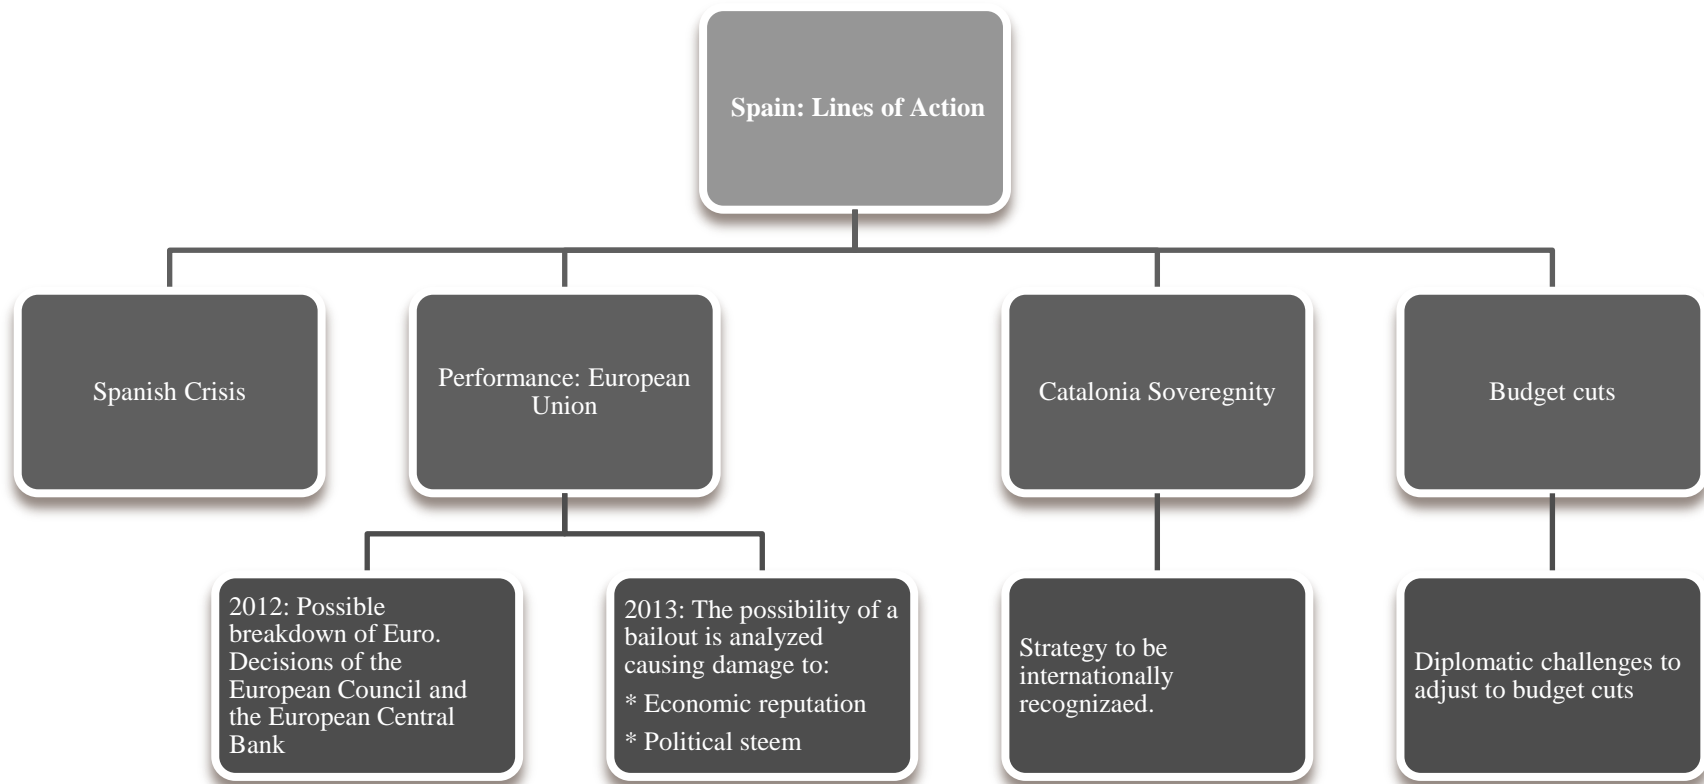 Spain: Lines of Action
Spanish Crisis
Performance: European
Union
Catalonia Soveregnity
Budget cuts
2012: Possible
breakdown of Euro.
Decisions of the
European Council and
the European Central
Bank
2013: The possibility of a
bailout is analyzed
causing damage to:
* Economic reputation
* Political steem
Strategy to be
internationally
recognizaed.
Diplomatic challenges to
adjust to budget cuts